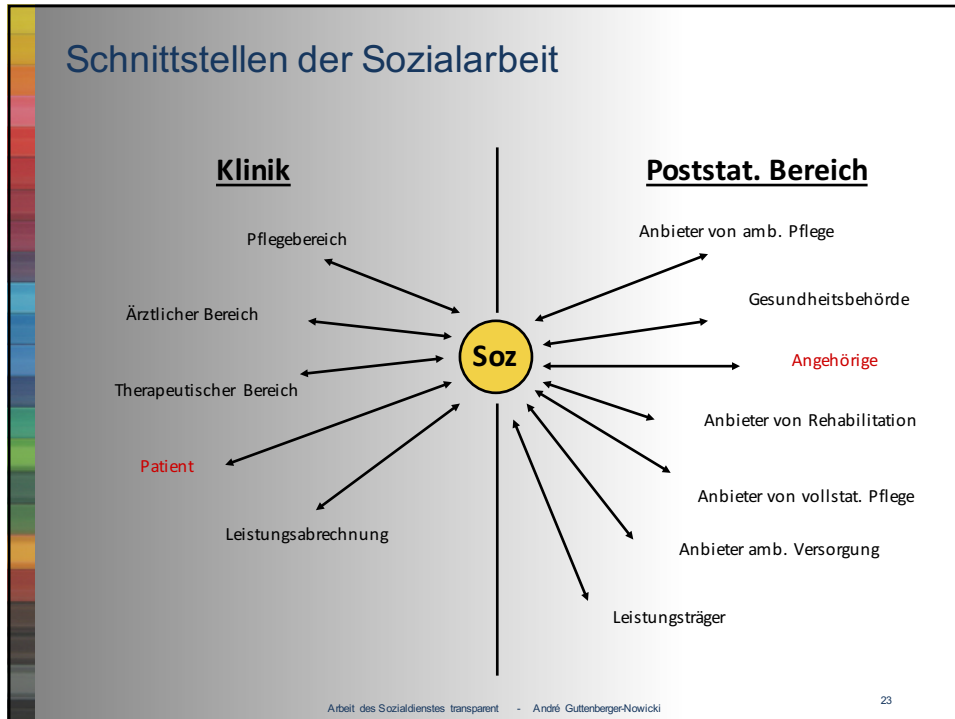 Schnittstellen der Sozialarbeit
Klinik
Pflegebereich
Ärztlicher Bereich
Therapeutischer Bereich
Patient
Leistungsabrechnung
Soz
Poststat. Bereich
Anbieter von amb. Pflege
Gesundheitsbehörde
Angehörige
Anbieter von Rehabilitation
Anbieter von vollstat. Pflege
Anbieter amb. Versorgung
Leistungsträger
Arbeit des Sozialdienstes transparent - André Guttenberger-Nowicki
23